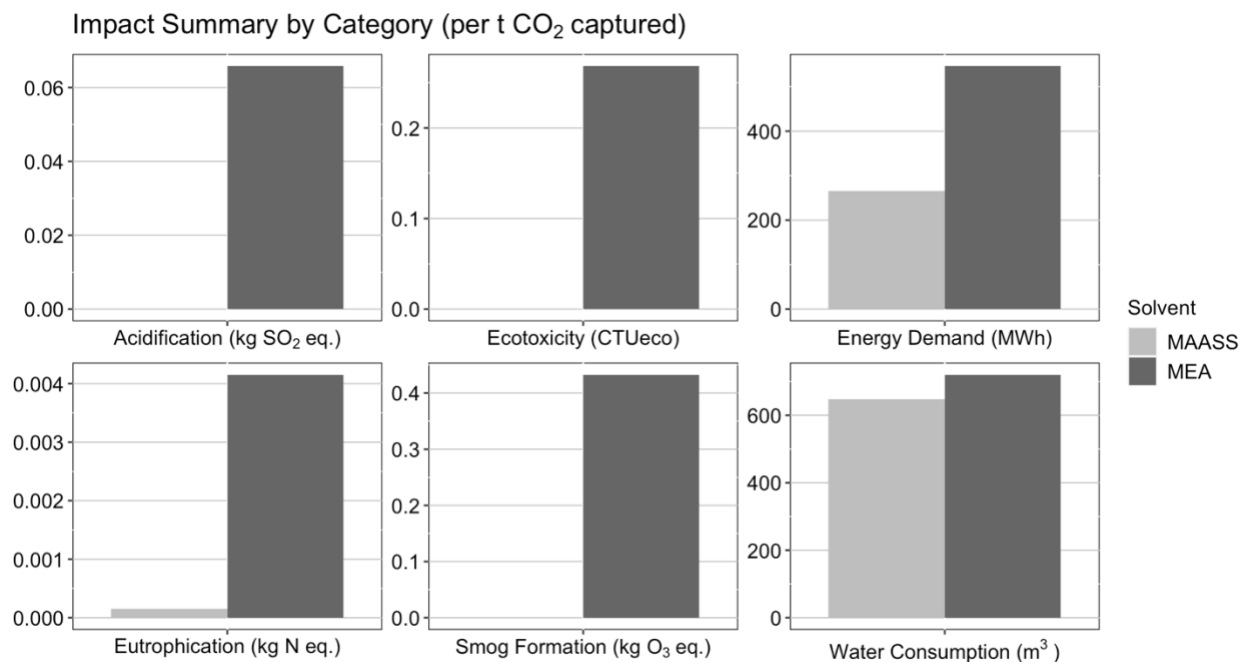 Impact Summary by Category (per t CO₂ captured)
0.06
0.04
0.02
0.00
Acidification (kg SO₂ eq.)
0.2
0.1
0.0
Ecotoxicity (CTUeco)
400
200
0
Energy Demand (MWh)
0.004
0.003
0.002
0.001
0.000
Eutrophication (kg N eq.)
0.4
0.3
0.2
0.1
0.0
Smog Formation (kg O₃ eq.)
600
400
200
0
Water Consumption (m³ )
Solvent
MAASS
MEA